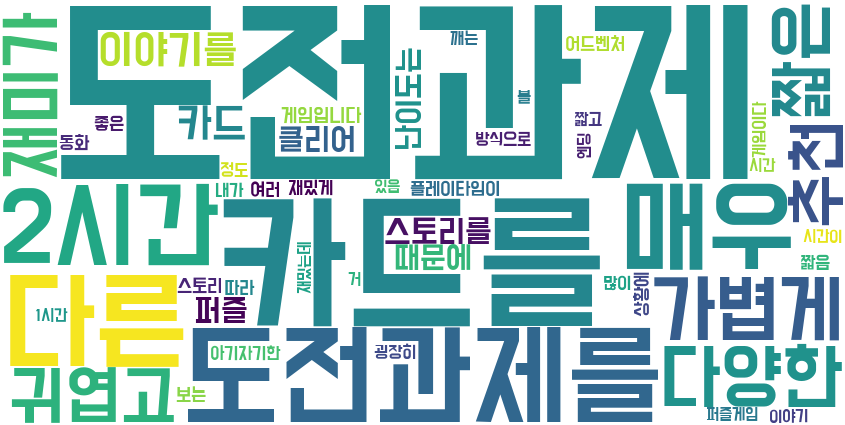 도전과제
재미가
이야기를
깨는
어드벤처
짧은
볼
난이도는
카드
게임입니다
좋은
동화
클리어
방식으로
짧고
엔딩
게임이다
추천
정도
시간
내가
여러
재밌게
있음
플레이타임이
2시간
카드를
매우
스토리를
때문에
시간이
재밌는데
짧음
다른
스토리
따라
거
많이
상황에
가볍게
1시간
퍼즐
도전과제를
아기자기한
굉장히
다양한
귀엽고
보는
퍼즐게임
이야기